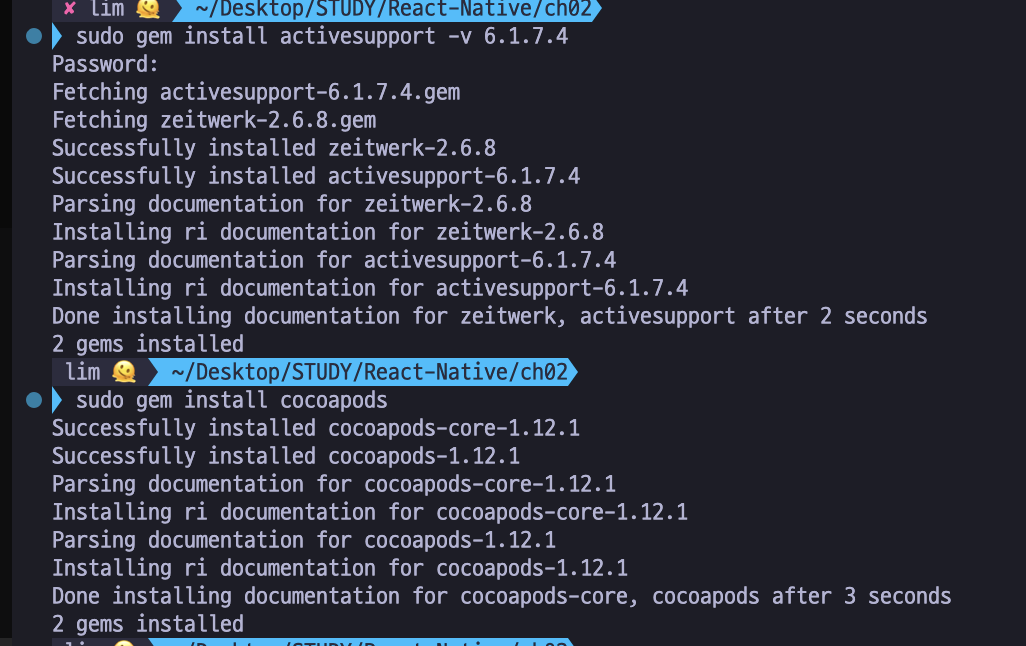 ✘ lim 🫠 ~/Desktop/STUDY/React-Native/ch02
sudo gem install activesupport -v 6.1.7.4
Password:
Fetching activesupport-6.1.7.4.gem
Fetching zeitwerk-2.6.8.gem
Successfully installed zeitwerk-2.6.8
Successfully installed activesupport-6.1.7.4
Parsing documentation for zeitwerk-2.6.8
Installing ri documentation for zeitwerk-2.6.8
Parsing documentation for activesupport-6.1.7.4
Installing ri documentation for activesupport-6.1.7.4
Done installing documentation for zeitwerk, activesupport after 2 seconds
2 gems installed
lim 🫠 ~/Desktop/STUDY/React-Native/ch02
sudo gem install cocoapods
Successfully installed cocoapods-core-1.12.1
Successfully installed cocoapods-1.12.1
Parsing documentation for cocoapods-core-1.12.1
Installing ri documentation for cocoapods-core-1.12.1
Parsing documentation for cocoapods-1.12.1
Installing ri documentation for cocoapods-1.12.1
Done installing documentation for cocoapods-core, cocoapods after 3 seconds
2 gems installed